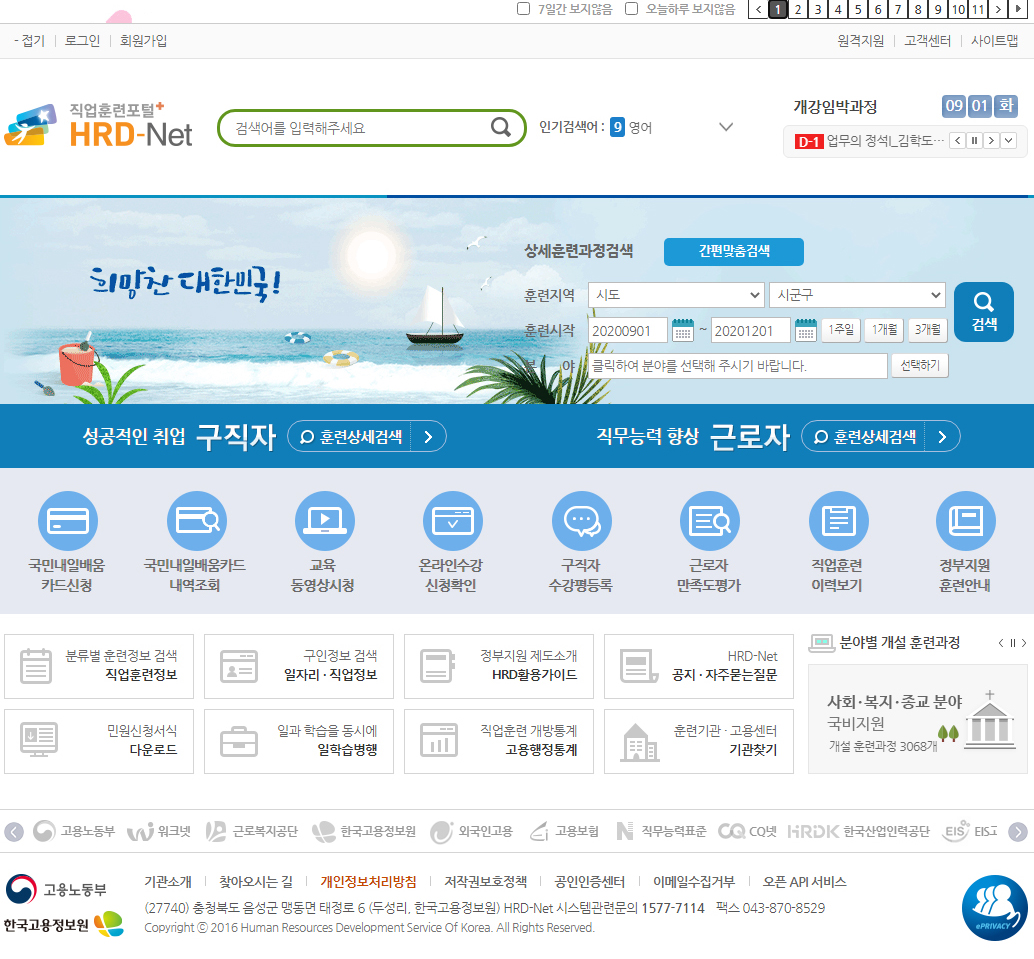 7일간 보지않음 오늘하루 보지않음 1 2 3 4 5 6 7 8 9 10 11
- 접기 로그인 회원가입 원격지원 고객센터 사이트맵
직업훈련포털
HRD-Net
검색어를 입력해주세요
인기검색어 : 9 영어
개강임박과정 09 01 화
D-1 업무의 정석I_김학도…
희망찬 대한민국!
상세훈련과정검색 간편맞춤검색
훈련지역 시도 시군구
훈련시작 20200901 ~ 20201201 1주일 1개월 3개월
검색
분 야 클릭하여 분야를 선택해 주시기 바랍니다. 선택하기
성공적인 취업 구직자 훈련상세검색
직무능력 향상 근로자 훈련상세검색
국민내일배움
카드신청
국민내일배움카드
내역조회
교육
동영상시청
온라인수강
신청확인
구직자
수강평등록
근로자
만족도평가
직업훈련
이력보기
정부지원
훈련안내
분류별 훈련정보 검색
직업훈련정보
구인정보 검색
일자리 · 직업정보
정부지원 제도소개
HRD활용가이드
HRD-Net
공지 · 자주묻는질문
분야별 개설 훈련과정
사회·복지·종교 분야
국비지원
개설 훈련과정 3068개
민원신청서식
다운로드
일과 학습을 동시에
일학습병행
직업훈련 개방통계
고용행정통계
훈련기관 · 고용센터
기관찾기
고용노동부 워크넷 근로복지공단 한국고용정보원 외국인고용 고용보험 직무능력표준 CQ CQ넷 HRDK 한국산업인력공단 EIS EIS고
고용노동부
한국고용정보원
기관소개 찾아오시는 길 개인정보처리방침 저작권보호정책 공인인증센터 이메일수집거부 오픈 API 서비스
(27740) 충청북도 음성군 맹동면 태정로 6 (두성리, 한국고용정보원) HRD-Net 시스템관련문의 1577-7114 팩스 043-870-8529
Copyright ⓒ 2016 Human Resources Development Service Of Korea. All Rights Reserved.
ePRIVACY